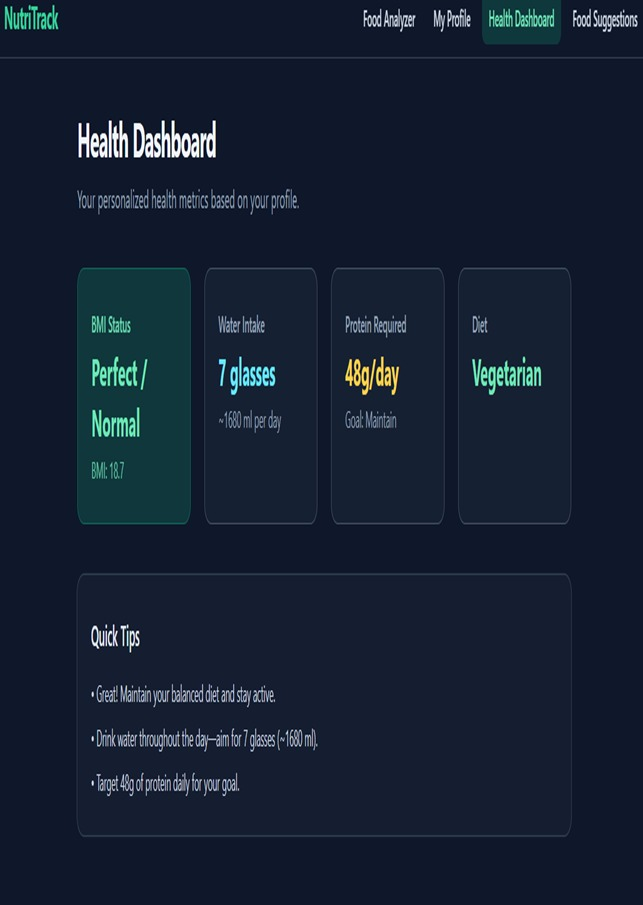 NutriTrack
Food Analyzer
My Profile
Health Dashboard
Food Suggestions
Health Dashboard
Your personalized health metrics based on your profile.
BMI Status
Perfect /
Normal
BMI: 18.7
Water Intake
7 glasses
~1680 ml per day
Protein Required
48g/day
Goal: Maintain
Diet
Vegetarian
Quick Tips
• Great! Maintain your balanced diet and stay active.
• Drink water throughout the day—aim for 7 glasses (~1680 ml).
• Target 48g of protein daily for your goal.